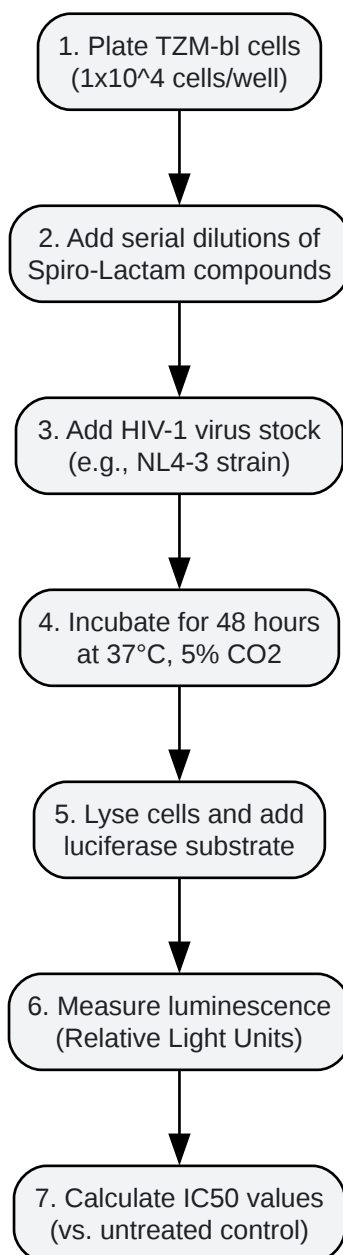 1. Plate TZM-bl cells
(1x10^4 cells/well)
2. Add serial dilutions of
Spiro-Lactam compounds
3. Add HIV-1 virus stock
(e.g., NL4-3 strain)
4. Incubate for 48 hours
at 37°C, 5% CO2
5. Lyse cells and add
luciferase substrate
6. Measure luminescence
(Relative Light Units)
7. Calculate IC50 values
(vs. untreated control)